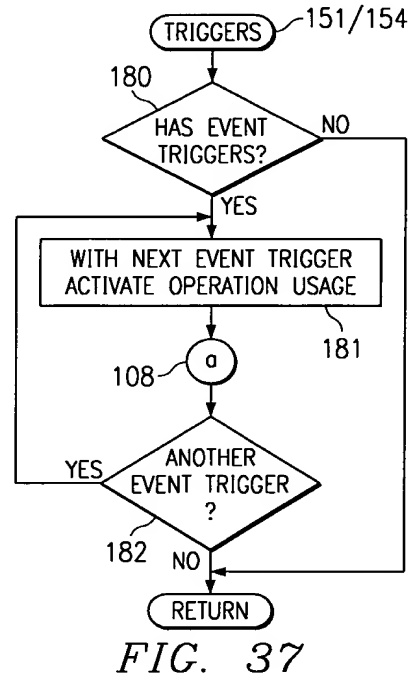 TRIGGERS
151/154
180
HAS EVENT
TRIGGERS?
NO
YES
WITH NEXT EVENT TRIGGER
ACTIVATE OPERATION USAGE
181
a
108
YES
ANOTHER
EVENT TRIGGER
?
182
NO
RETURN
FIG. 37